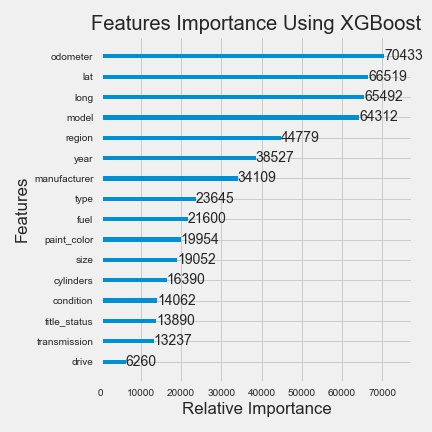 Features Importance Using XGBoost
odometer 70433
lat 66519
long 65492
model 64312
region 44779
year 38527
manufacturer 34109
type 23645
fuel 21600
paint_color 19954
size 19052
cylinders 16390
condition 14062
title_status 13890
transmission 13237
drive 6260
Features
0 10000 20000 30000 40000 50000 60000 70000
Relative Importance